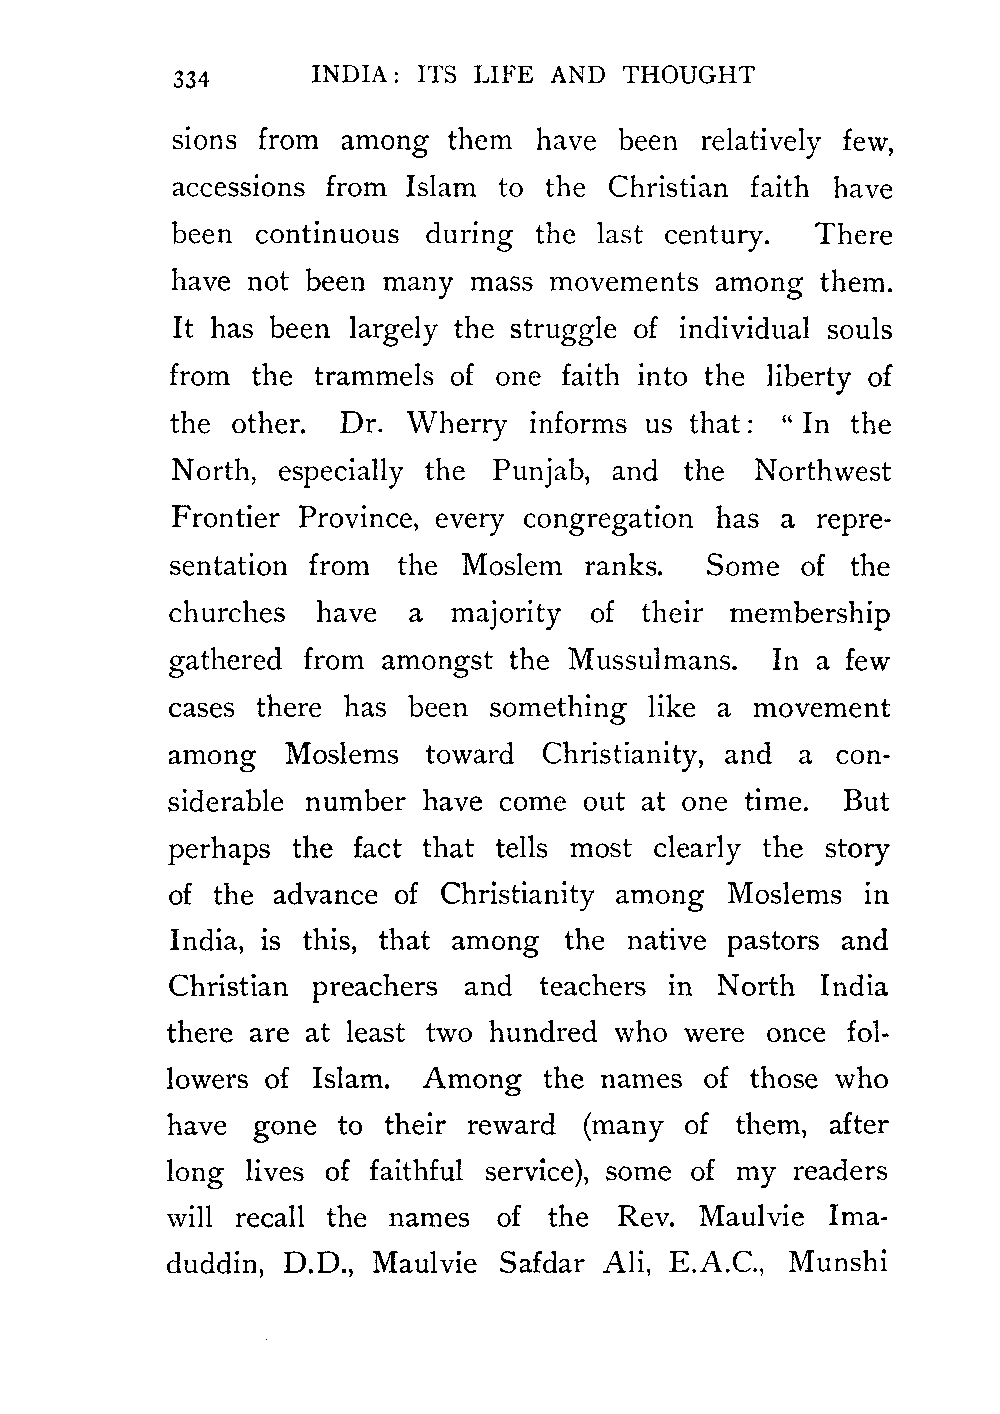 334 INDIA: ITS LIFE AND THOUGHT
sions from among them have been relatively few,
accessions from Islam to the Christian faith have
been continuous during the last century. There
have not been many mass movements among them.
It has been largely the struggle of individual souls
from the trammels of one faith into the liberty of
the other. Dr. Wherry informs us that: “In the
North, especially the Punjab, and the Northwest
Frontier Province, every congregation has a repre-
sentation from the Moslem ranks. Some of the
churches have a majority of their membership
gathered from amongst the Mussulmans. In a few
cases there has been something like a movement
among Moslems toward Christianity, and a con-
siderable number have come out at one time. But
perhaps the fact that tells most clearly the story
of the advance of Christianity among Moslems in
India, is this, that among the native pastors and
Christian preachers and teachers in North India
there are at least two hundred who were once fol-
lowers of Islam. Among the names of those who
have gone to their reward (many of them, after
long lives of faithful service), some of my readers
will recall the names of the Rev. Maulvie Ima-
duddin, D.D., Maulvie Safdar Ali, E.A.C., Munshi